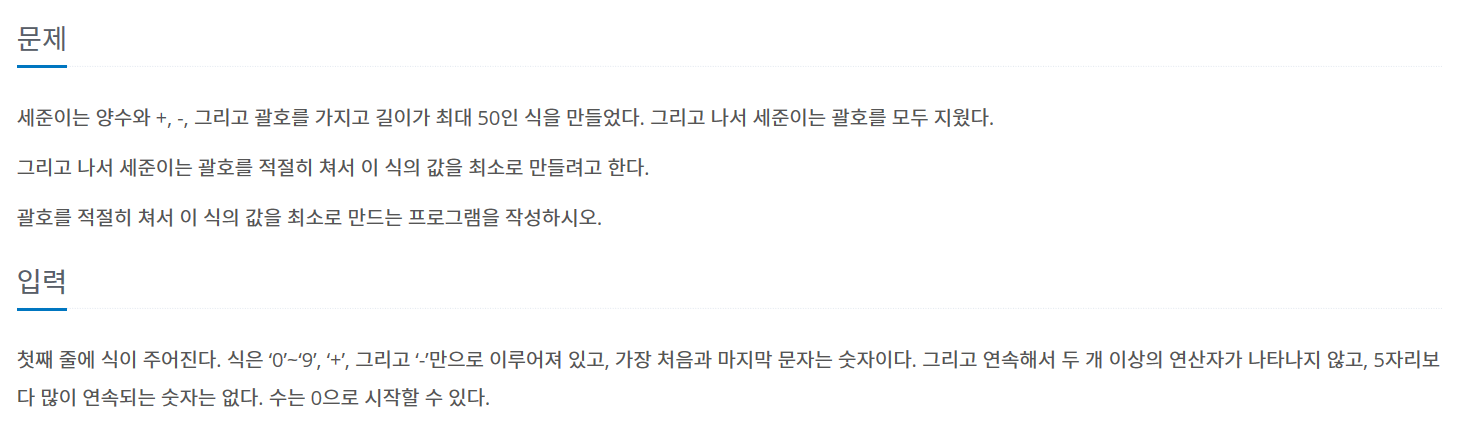 문제
세준이는 양수와 +, -, 그리고 괄호를 가지고 길이가 최대 50인 식을 만들었다. 그리고 나서 세준이는 괄호를 모두 지웠다.
그리고 나서 세준이는 괄호를 적절히 쳐서 이 식의 값을 최소로 만들려고 한다.
괄호를 적절히 쳐서 이 식의 값을 최소로 만드는 프로그램을 작성하시오.
입력
첫째 줄에 식이 주어진다. 식은 ‘0’~‘9’, ‘+’, 그리고 ‘-’만으로 이루어져 있고, 가장 처음과 마지막 문자는 숫자이다. 그리고 연속해서 두 개 이상의 연산자가 나타나지 않고, 5자리보
다 많이 연속되는 숫자는 없다. 수는 0으로 시작할 수 있다.